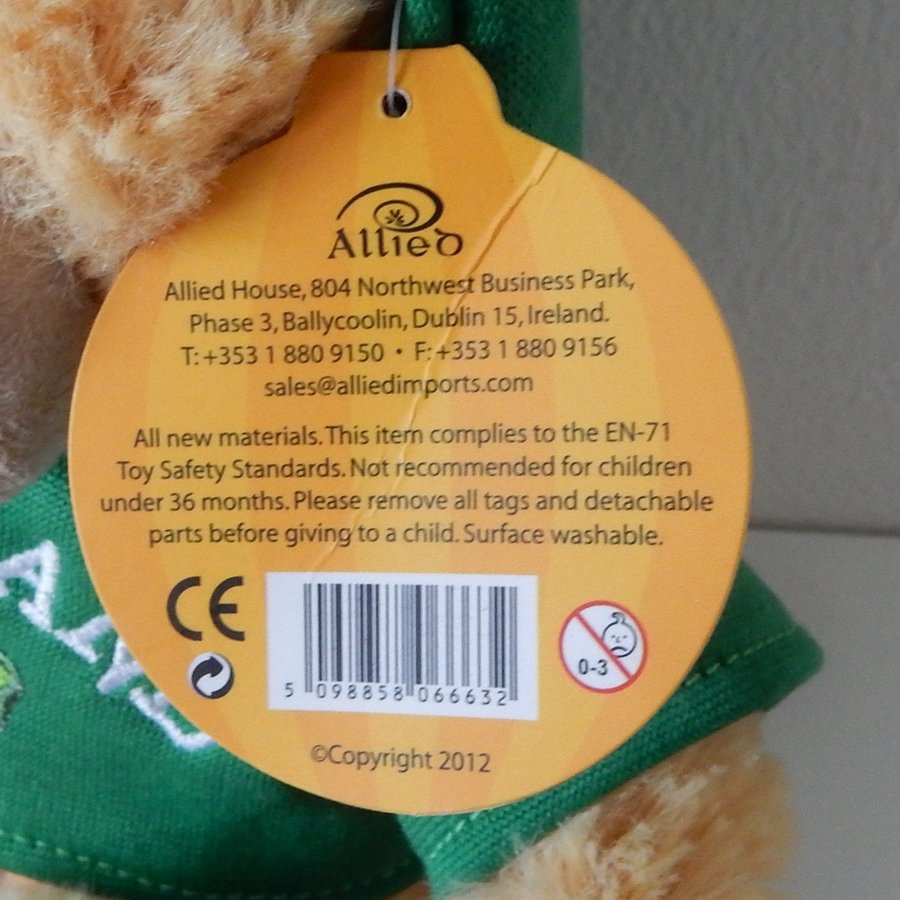 Allied
Allied House, 804 Northwest Business Park,
Phase 3, Ballycoolin, Dublin 15, Ireland.
T: +353 1 880 9150 • F: +353 1 880 9156
sales@alliedimports.com
All new materials. This item complies to the EN-71
Toy Safety Standards. Not recommended for children
under 36 months. Please remove all tags and detachable
parts before giving to a child. Surface washable.
CE
0-3
5 098858 066632
©Copyright 2012